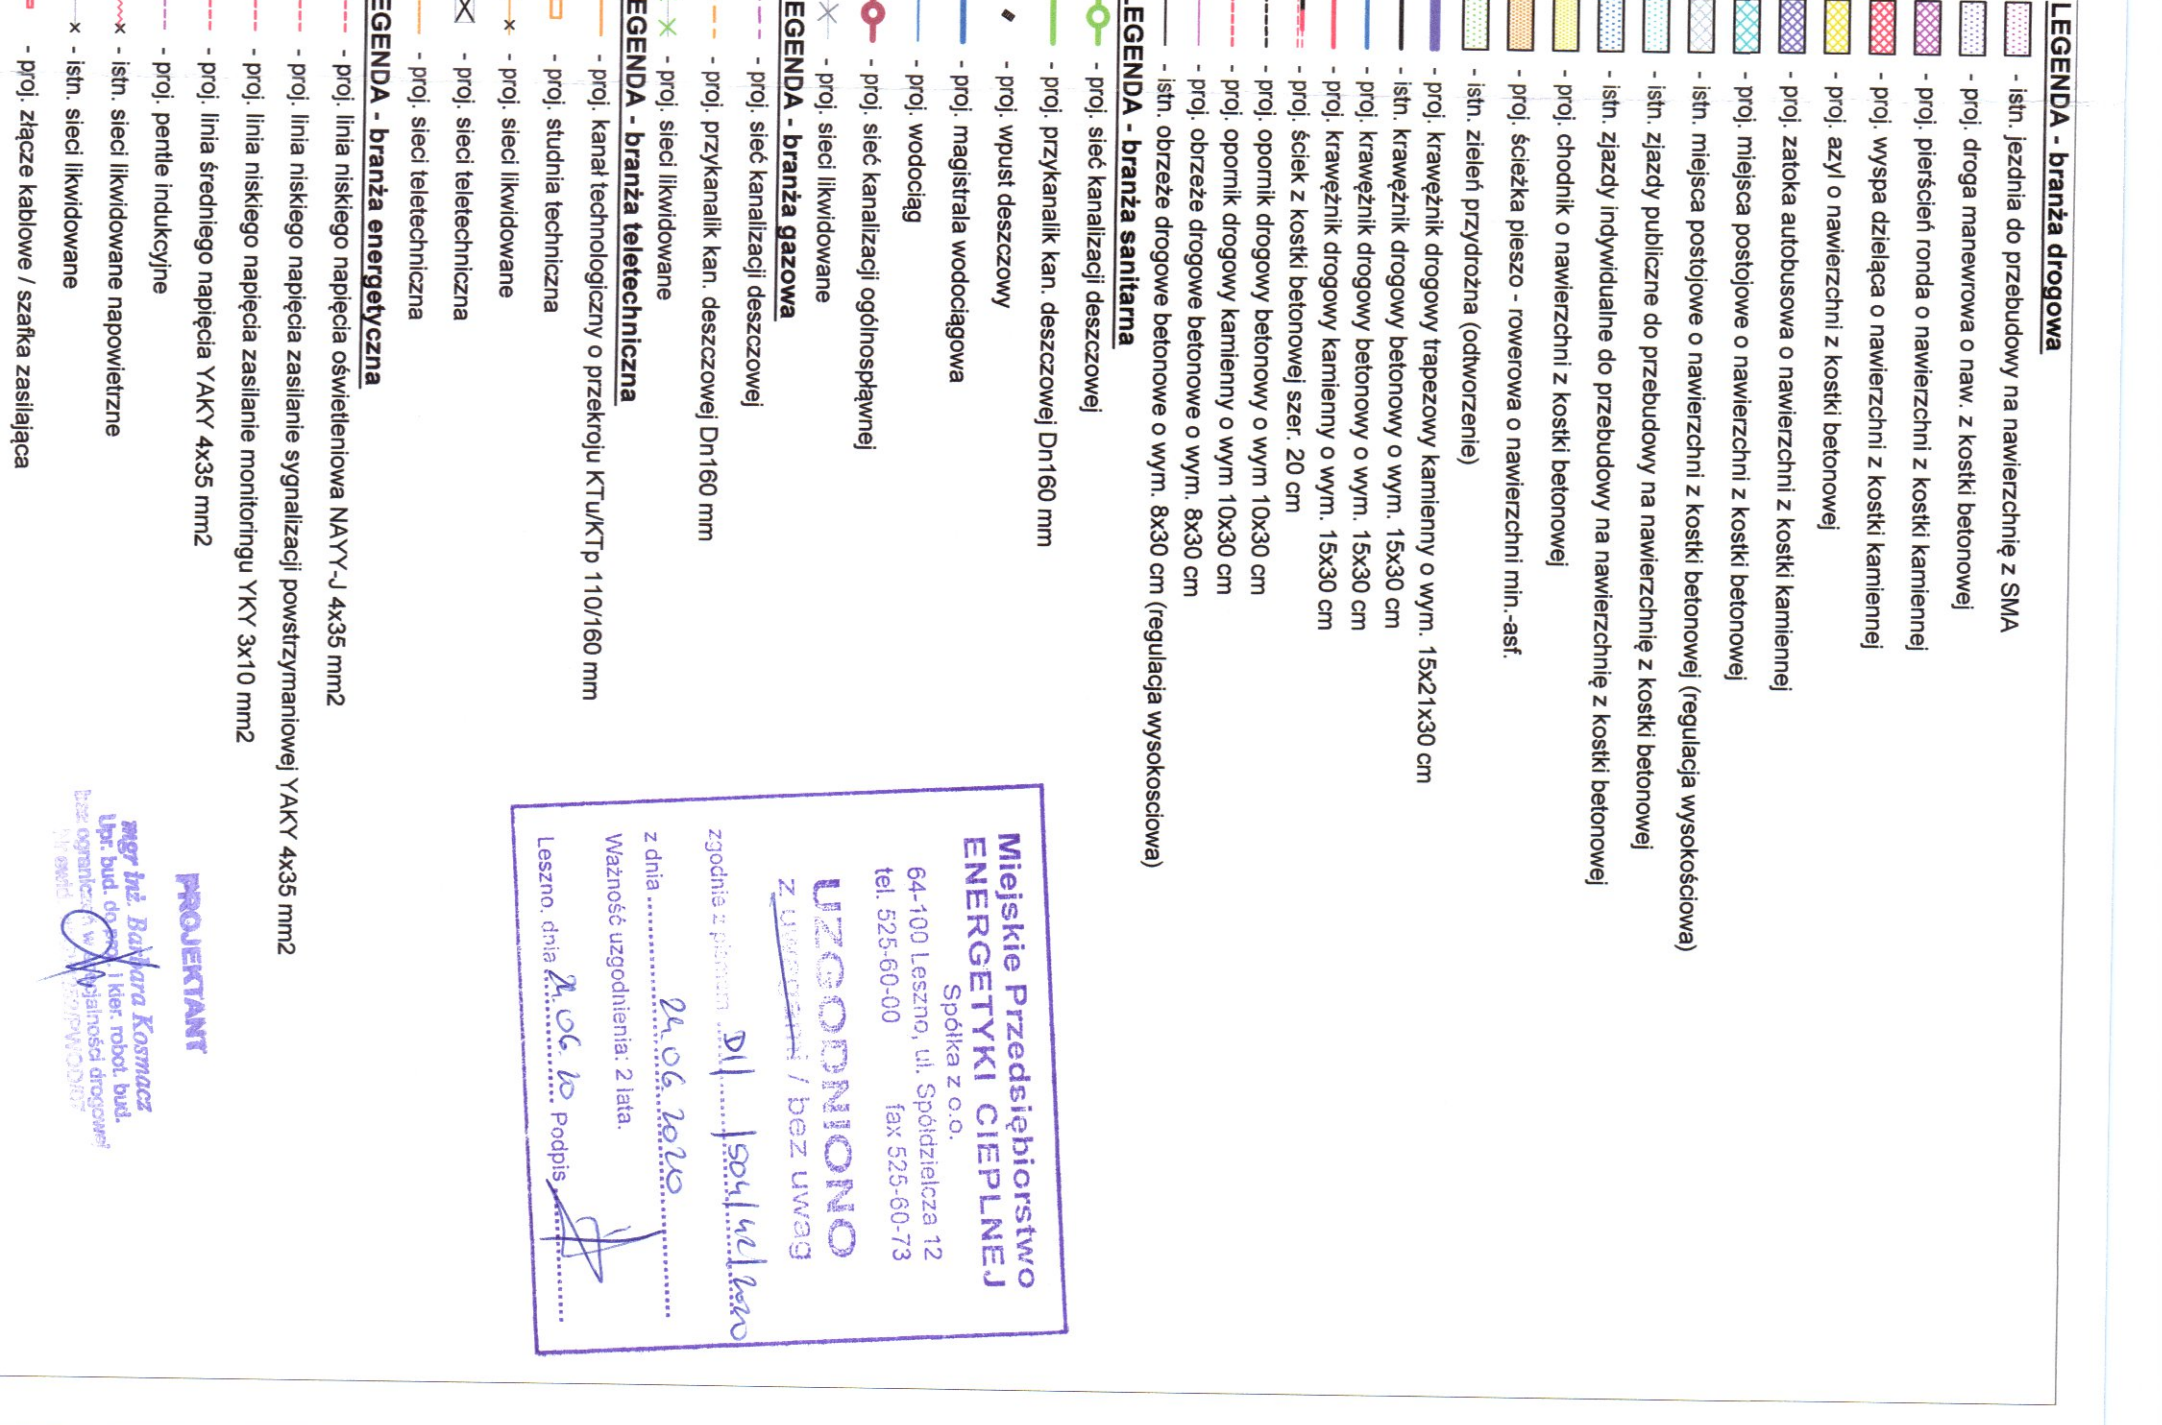 LEGENDA - branża drogowa
- istn. jezdnia do przebudowy na nawierzchnię z SMA
- proj. droga manewrowa o naw. z kostki betonowej
- proj. pierścień ronda o nawierzchni z kostki kamiennej
- proj. wyspa dzieląca o nawierzchni z kostki kamiennej
- proj. azyl o nawierzchni z kostki betonowej
- proj. zatoka autobusowa o nawierzchni z kostki kamiennej
- proj. miejsca postojowe o nawierzchni z kostki betonowej
- istn. miejsca postojowe o nawierzchni z kostki betonowej (regulacja wysokościowa)
- istn. zjazdy publiczne do przebudowy na nawierzchnię z kostki betonowej
- istn. zjazdy indywidualne do przebudowy na nawierzchnię z kostki betonowej
- proj. chodnik o nawierzchni z kostki betonowej
- proj. ścieżka pieszo - rowerowa o nawierzchni min.-asf.
- istn. zieleń przydrożna (odtworzenie)
- proj. krawężnik drogowy trapezowy kamienny o wym. 15x21x30 cm
- istn. krawężnik drogowy betonowy o wym. 15x30 cm
- proj. krawężnik drogowy betonowy o wym. 15x30 cm
- proj. krawężnik drogowy kamienny o wym. 15x30 cm
- proj. ściek z kostki betonowej szer. 20 cm
- proj. opornik drogowy betonowy o wym 10x30 cm
- proj. opornik drogowy kamienny o wym 10x30 cm
- proj. obrzeże drogowe betonowe o wym. 8x30 cm
- istn. obrzeże drogowe betonowe o wym. 8x30 cm (regulacja wysokosciowa)
LEGENDA - branża sanitarna
- proj. sieć kanalizacji deszczowej
- proj. przykanalik kan. deszczowej Dn160 mm
- proj. wpust deszczowy
- proj. magistrala wodociągowa
- proj. wodociąg
- proj. sieć kanalizacji ogólnospławnej
- proj. sieci likwidowane
EGENDA - branża gazowa
- proj. sieć kanalizacji deszczowej
- proj. przykanalik kan. deszczowej Dn160 mm
- proj. sieci likwidowane
EGENDA - branża teletechniczna
- proj. kanał technologiczny o przekroju KTu/KTp 110/160 mm
- proj. studnia techniczna
- proj. sieci likwidowane
- proj. sieci teletechniczna
- proj. sieci teletechniczna
EGENDA - branża energetyczna
- proj. linia niskiego napięcia oświetleniowa NAYY-J 4x35 mm2
- proj. linia niskiego napięcia zasilanie sygnalizacji powstrzymaniowej YAKY 4x35 mm2
- proj. linia niskiego napięcia zasilanie monitoringu YKY 3x10 mm2
- proj. linia średniego napięcia YAKY 4x35 mm2
- proj. pentle indukcyjne
- istn. sieci likwidowane napowietrzne
- istn. sieci likwidowane
- proj. złącze kablowe / szafka zasilająca
Miejskie Przedsiębiorstwo
ENERGETYKI CIEPLNEJ
Spółka z o.o.
64-100 Leszno, ul. Spółdzielcza 12
tel. 525-60-00 fax 525-60-73
UZGODNIONO
z uwagami / bez uwag
zgodnie z pismem
z dnia 24.06.2020
Ważność uzgodnienia: 2 lata.
Leszno, dnia 24.06.20 Podpis
PROJEKTANT
mgr inż. Barbara Kosmacz
Upr. bud. do i kier. robot. bud.
bez ograniczeń w drogowej